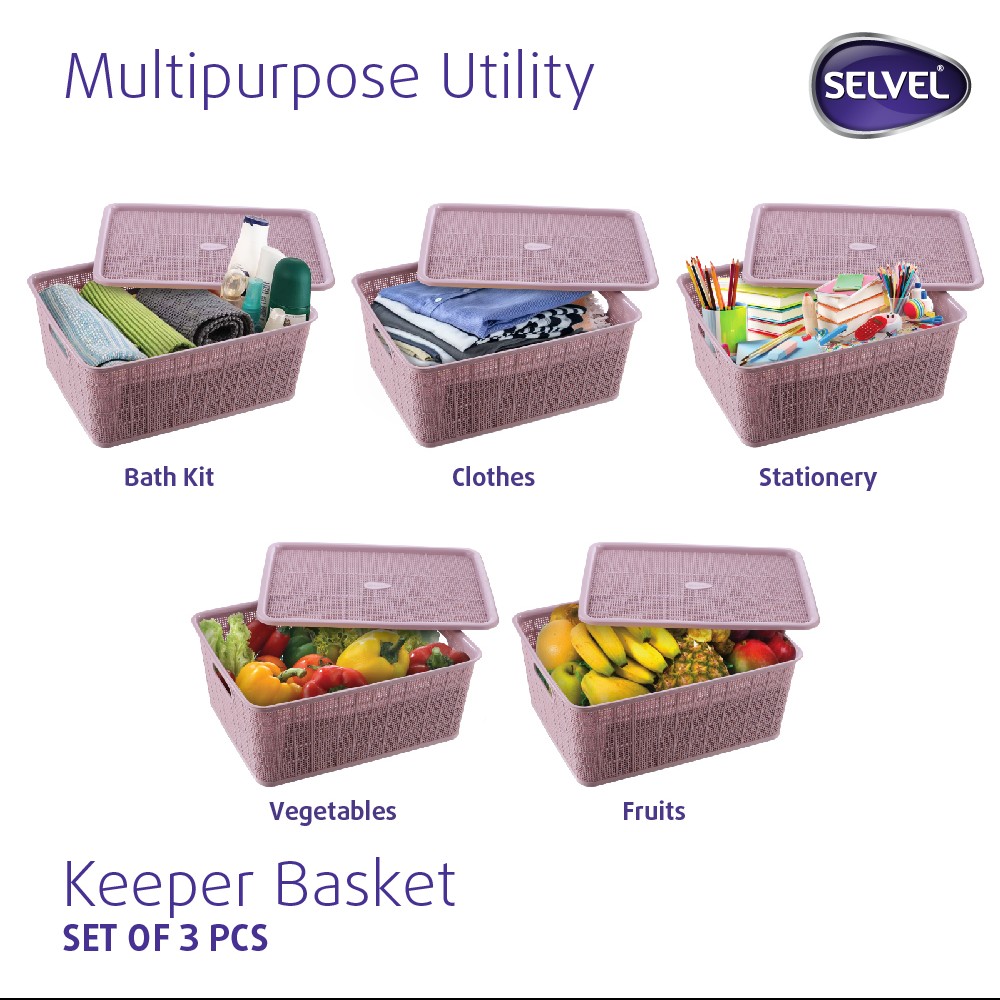 Multipurpose Utility
SELVEL®
Bath Kit
Clothes
Stationery
Vegetables
Fruits
Keeper Basket
SET OF 3 PCS